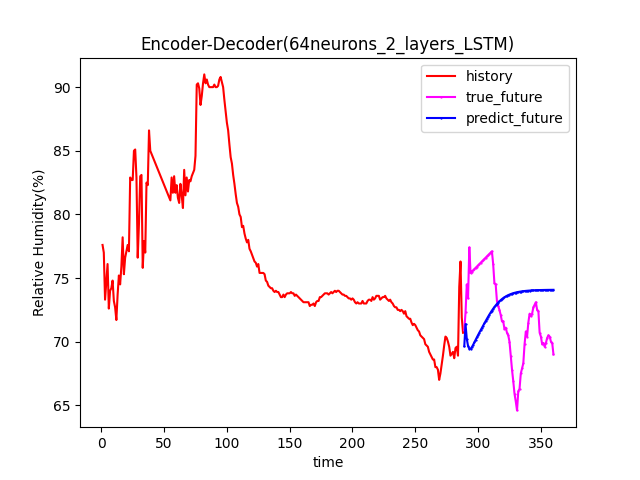 Encoder-Decoder(64neurons_2_layers_LSTM)
history
true_future
predict_future
Relative Humidity(%)
90
85
80
75
70
65
0 50 100 150 200 250 300 350
time